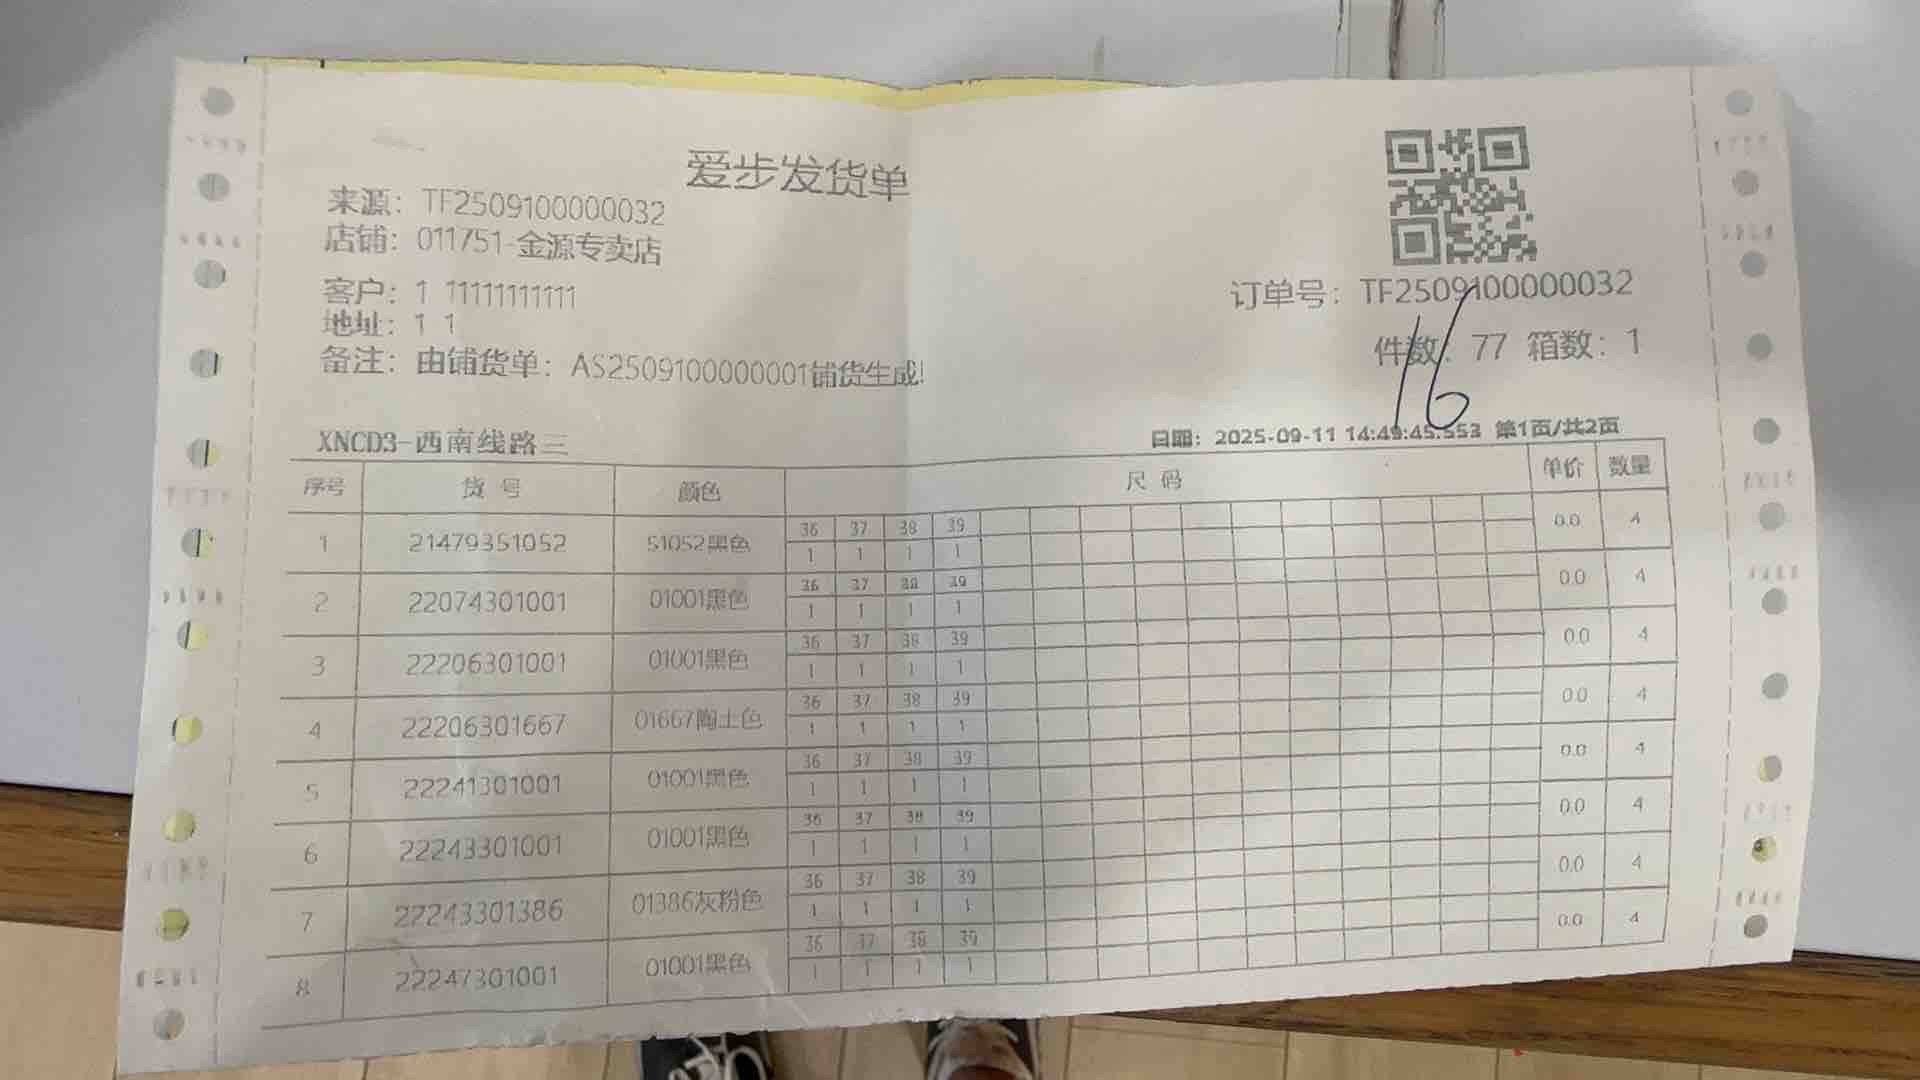 爱步发货单
来源：TF2509100000032
店铺：011751-金源专卖店
客户：1 11111111111
地址：1 1
备注：由铺货单：AS2509100000001铺货生成!
订单号：TF2509100000032
件数：77 箱数：1
16
XNCD3-西南线路三
日期：2025-09-11 14:49:45.553 第1页/共2页
序号 货号 颜色 尺码 单价 数量
36 37 38 39
1 21479351052 51052黑色 1 1 1 1 0.0 4
36 37 38 39
2 22074301001 01001黑色 1 1 1 1 0.0 4
36 37 38 39
3 22206301001 01001黑色 1 1 1 1 0.0 4
36 37 38 39
4 22206301667 01667陶土色 1 1 1 1 0.0 4
36 37 38 39
5 22241301001 01001黑色 1 1 1 1 0.0 4
36 37 38 39
6 22243301001 01001黑色 1 1 1 1 0.0 4
36 37 38 39
7 22243301386 01386灰粉色 1 1 1 1 0.0 4
36 37 38 39
8 22247301001 01001黑色 1 1 1 1 0.0 4